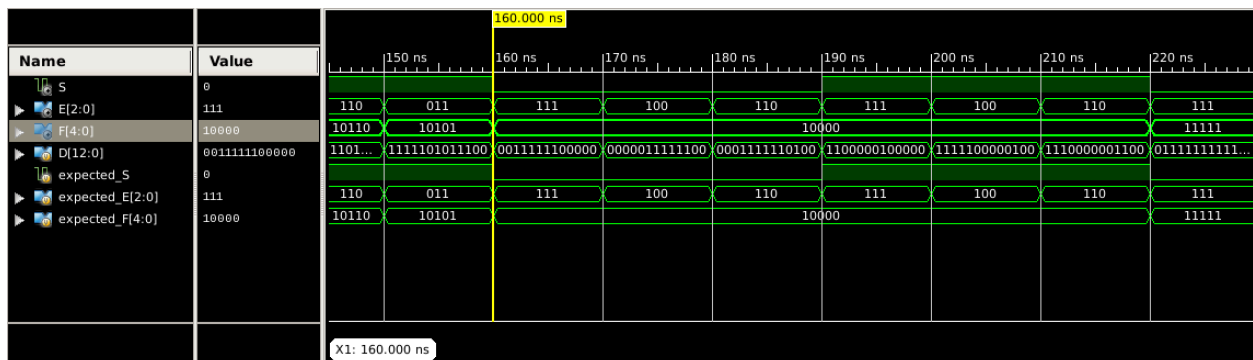 160.000 ns
Name Value
150 ns 160 ns 170 ns 180 ns 190 ns 200 ns 210 ns 220 ns
S 0
E[2:0] 111 110 011 111 100 110 111 100 110 111
F[4:0] 10000 10110 10101 10000 11111
D[12:0] 0011111100000 1101... 1111101011100 0011111100000 0000011111100 0001111110100 1100000100000 1111100000100 1110000001100 01111111111...
expected_S 0
expected_E[2:0] 111 110 011 111 100 110 111 100 110 111
expected_F[4:0] 10000 10110 10101 10000 11111
X1: 160.000 ns